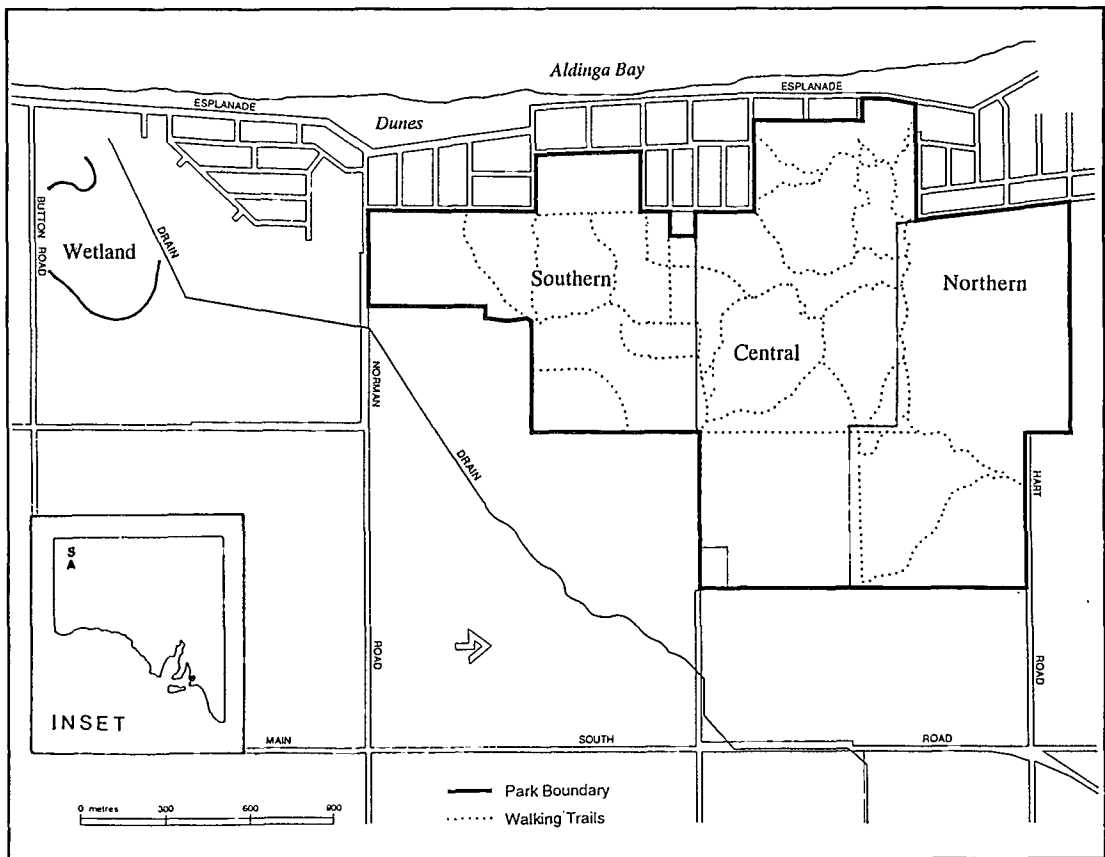 Aldinga Bay
ESPLANADE
ESPLANADE
Dunes
BUTTON ROAD
Wetland
DRAIN
Southern
Northern
Central
NORMAN
DRAIN
HART
S
A
ROAD
ROAD
INSET
MAIN
SOUTH
ROAD
0 metres 300 600 900
Park Boundary
Walking Trails